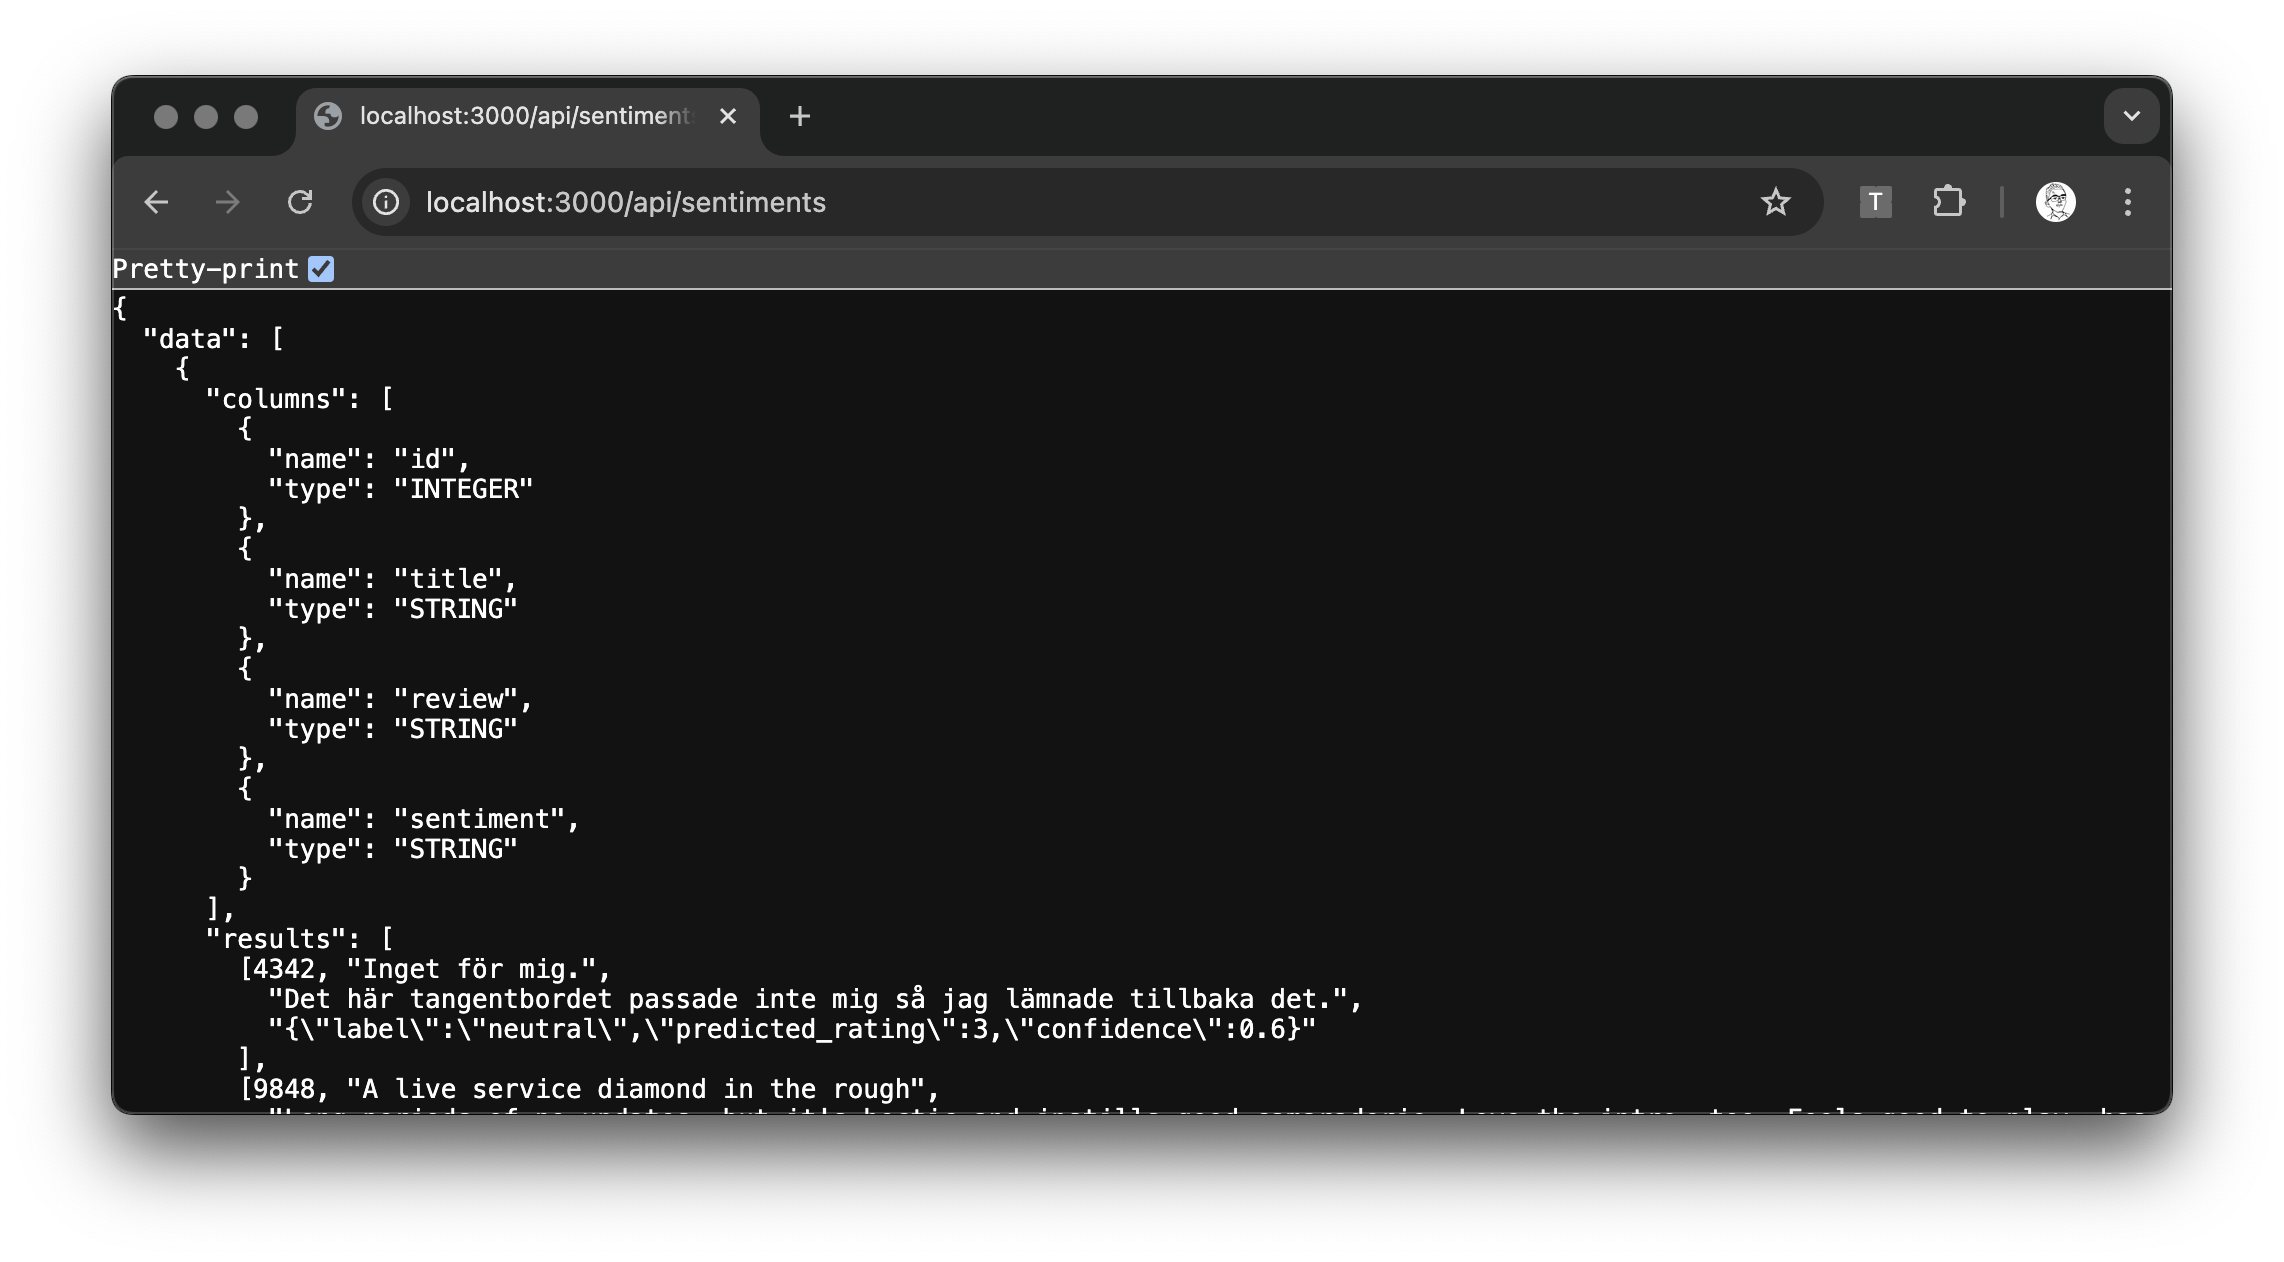 localhost:3000/api/sentiment
localhost:3000/api/sentiments
T
Pretty-print
{
"data": [
{
"columns": [
{
"name": "id",
"type": "INTEGER"
},
{
"name": "title",
"type": "STRING"
},
{
"name": "review",
"type": "STRING"
},
{
"name": "sentiment",
"type": "STRING"
}
],
"results": [
[4342, "Inget för mig.",
"Det här tangentbordet passade inte mig så jag lämnade tillbaka det.",
"{\"label\":\"neutral\",\"predicted_rating\":3,\"confidence\":0.6}"
],
[9848, "A live service diamond in the rough",